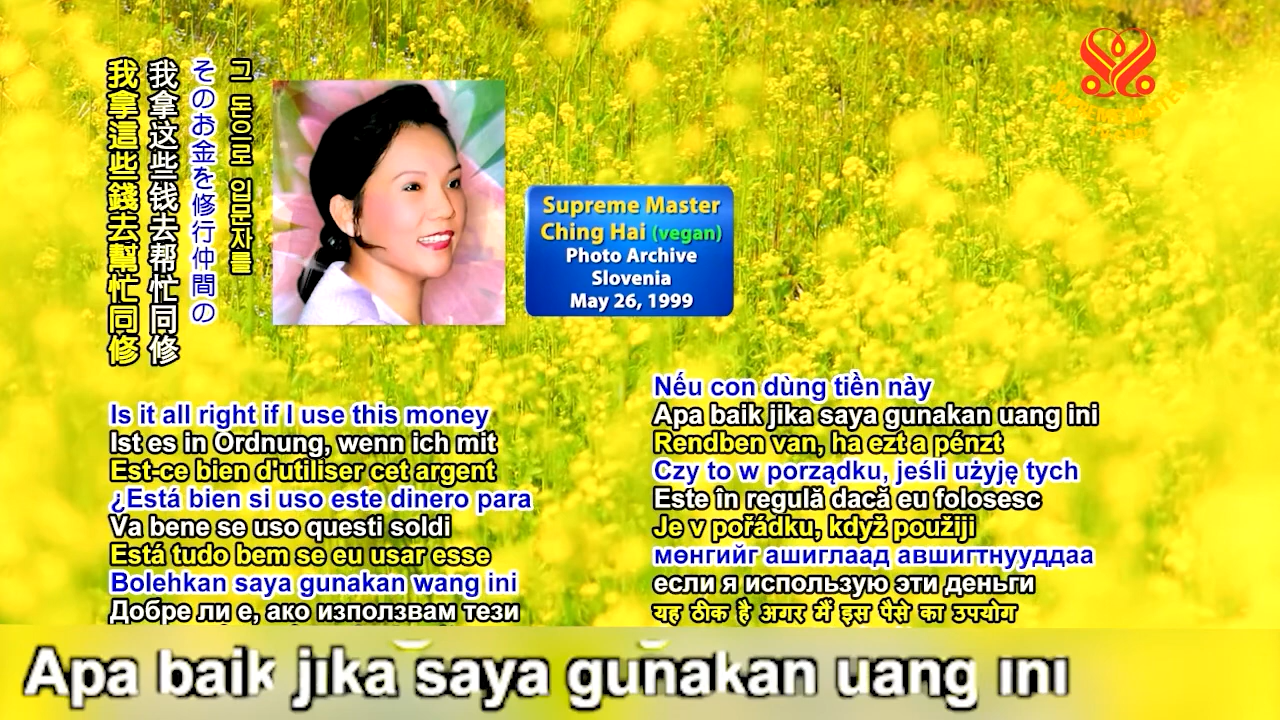 我拿這些錢去幫忙同修
我拿这些钱去帮忙同修
そのお金を修行仲間の
그 돈으로 입문자를
Supreme Master
Ching Hai (vegan)
Photo Archive
Slovenia
May 26, 1999
Is it all right if I use this money
Ist es in Ordnung, wenn ich mit
Est-ce bien d'utiliser cet argent
¿Está bien si uso este dinero para
Va bene se uso questi soldi
Está tudo bem se eu usar esse
Bolehkan saya gunakan wang ini
Добре ли е, ако използвам тези
Nếu con dùng tiền này
Apa baik jika saya gunakan uang ini
Rendben van, ha ezt a pénzt
Czy to w porządku, jeśli użyję tych
Este în regulă dacă eu folosesc
Je v pořádku, když použiji
мөнгийг ашиглаад авшигтнууддаа
если я использую эти деньги
यह ठीक है अगर मैं इस पैसे का उपयोग
Apa baik jika saya gunakan uang ini